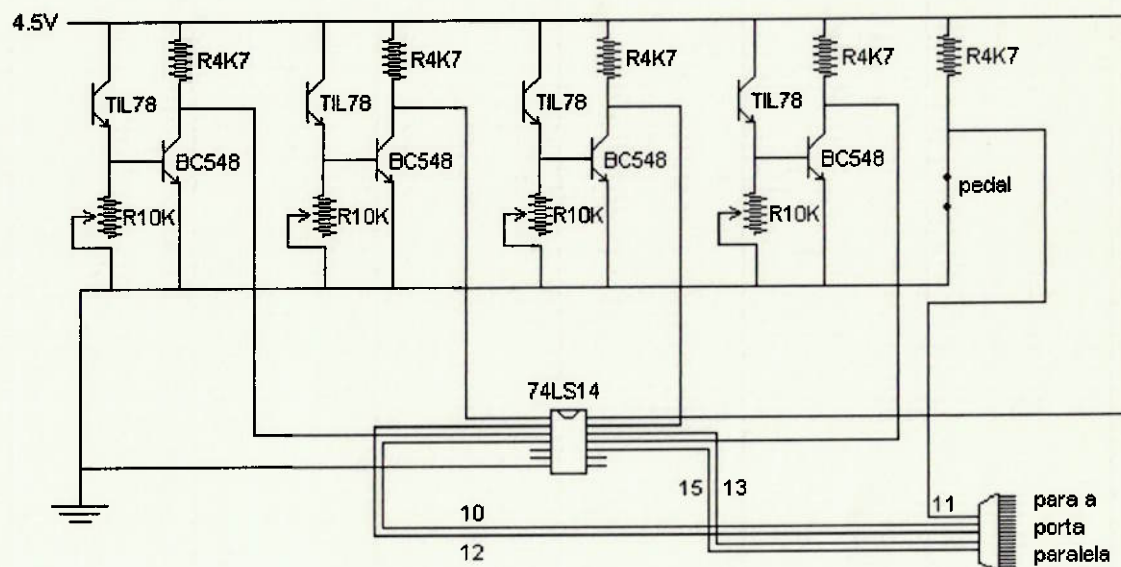 4.5V
R4K7
R4K7
R4K7
R4K7
R4K7
TIL78
TIL78
TIL78
TIL78
BC548
BC548
BC548
BC548
pedal
R10K
R10K
R10K
R10K
74LS14
15
13
11
para a
10
porta
12
paralela